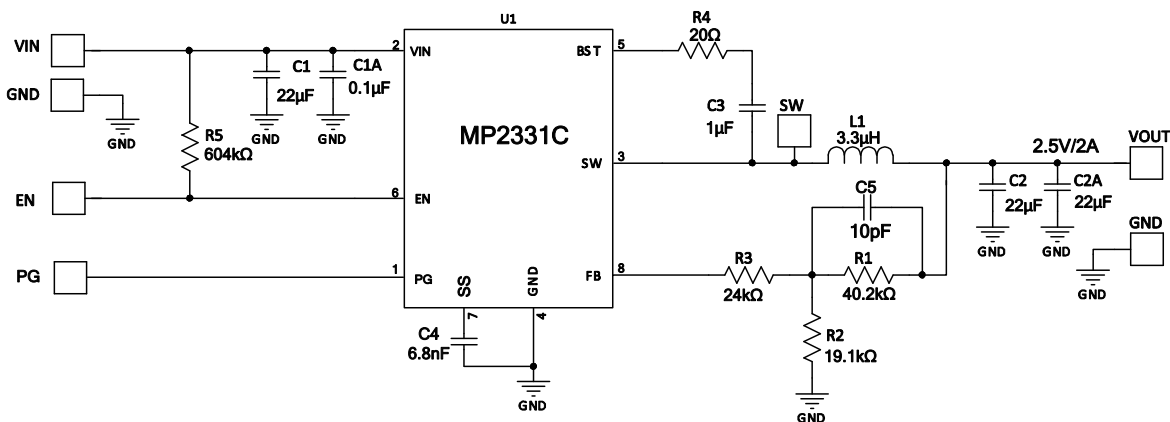 U1
VIN
GND
GND
R5
604kΩ
C1
22µF
GND
C1A
0.1µF
GND
EN
PG
2
VIN
6
EN
1
PG
MP2331C
BST
5
SW
3
FB
8
SS
7
GND
4
C4
6.8nF
GND
R4
20Ω
C3
1µF
SW
L1
3.3µH
2.5V/2A
VOUT
C5
10pF
R3
24kΩ
R1
40.2kΩ
R2
19.1kΩ
GND
C2
22µF
GND
C2A
22µF
GND
GND
GND